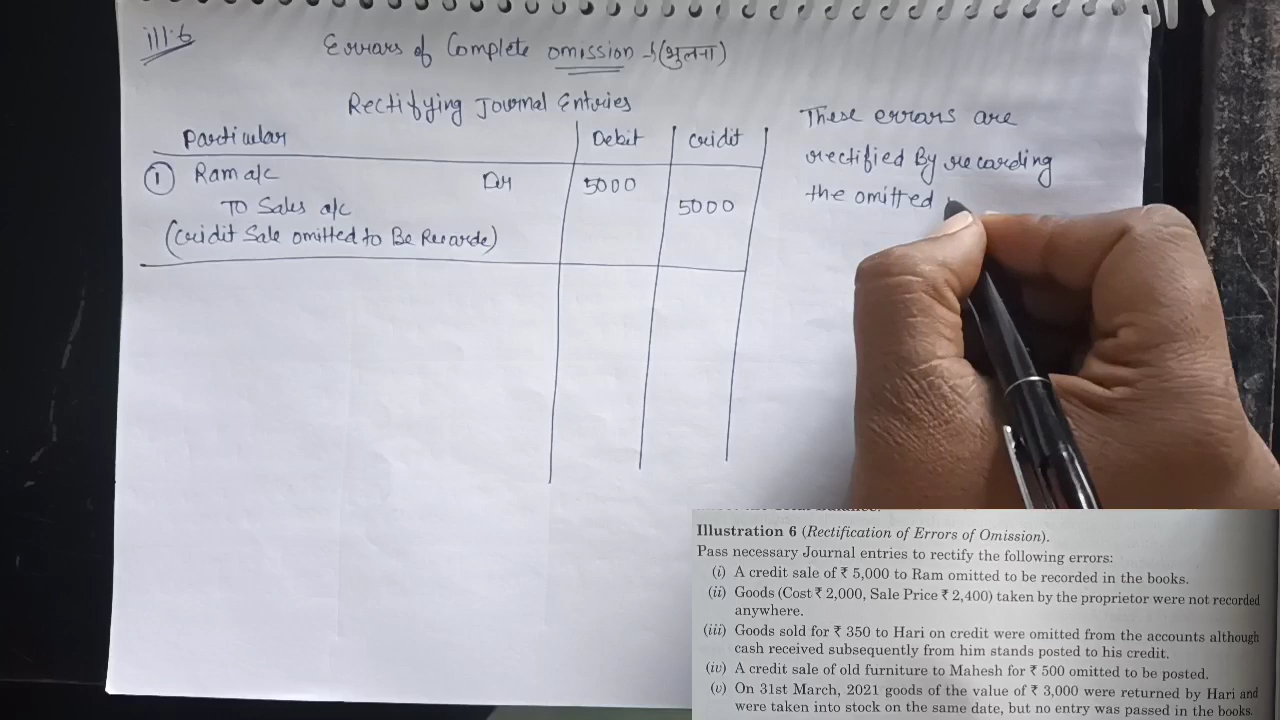 ill.6
Errors of Complete omission → (भुलना)
Rectifying Journal Entries
Particular Debit Cridit
① Ram a/c Dr 5000
To Sales a/c 5000
(Cridit Sale omitted to Be Recorde)
These errors are
rectified By recarding
the omitted
Illustration 6 (Rectification of Errors of Omission).
Pass necessary Journal entries to rectify the following errors:
(i) A credit sale of ₹ 5,000 to Ram omitted to be recorded in the books.
(ii) Goods (Cost ₹ 2,000, Sale Price ₹ 2,400) taken by the proprietor were not recorded
anywhere.
(iii) Goods sold for ₹ 350 to Hari on credit were omitted from the accounts although
cash received subsequently from him stands posted to his credit.
(iv) A credit sale of old furniture to Mahesh for ₹ 500 omitted to be posted.
(v) On 31st March, 2021 goods of the value of ₹ 3,000 were returned by Hari and
were taken into stock on the same date, but no entry was passed in the books.